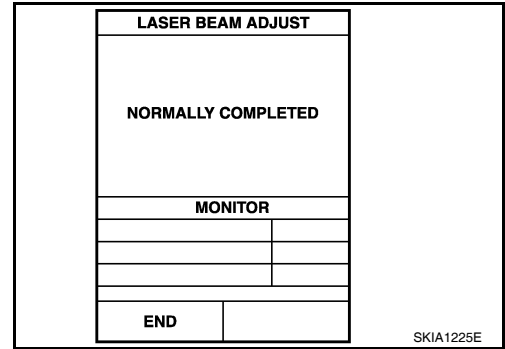 LASER BEAM ADJUST
NORMALLY COMPLETED
MONITOR
END
SKIA1225E